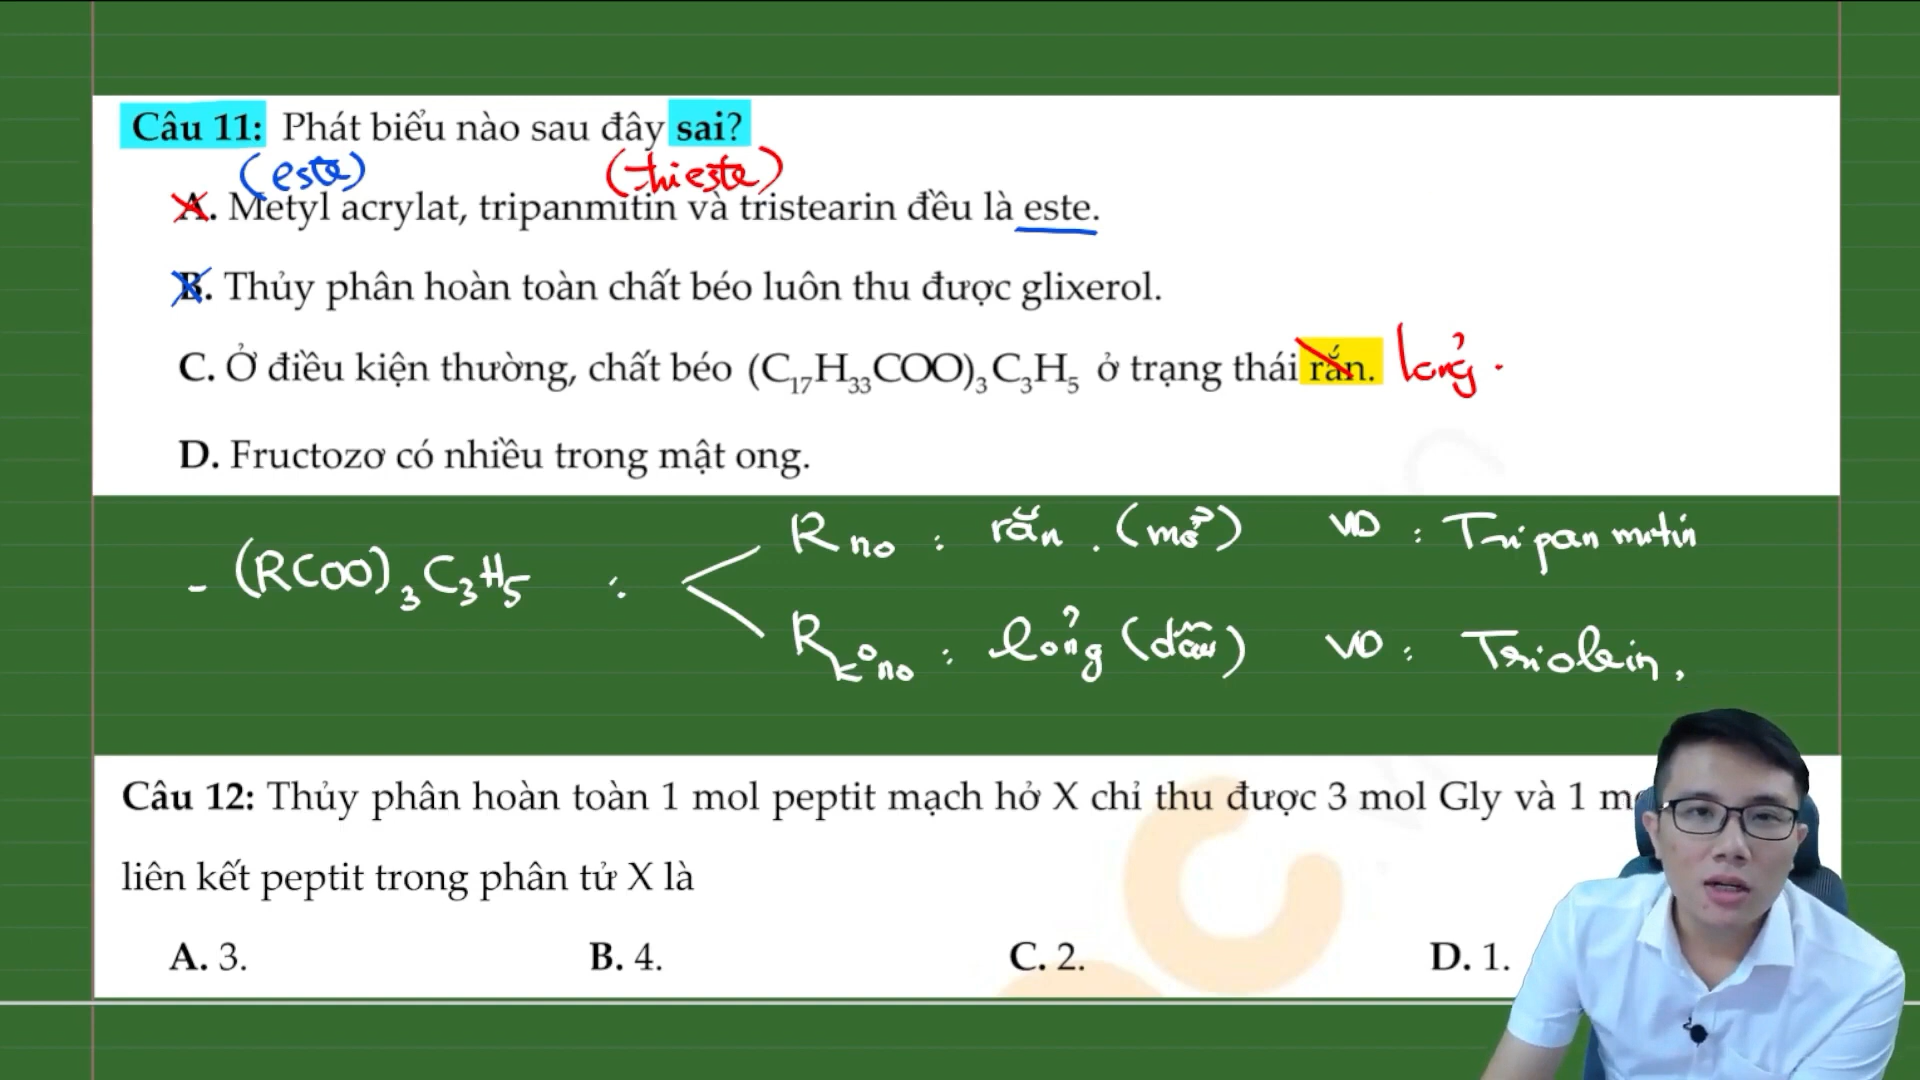 Câu 11: Phát biểu nào sau đây sai?
(este) (trieste)
A. Metyl acrylat, tripanmitin và tristearin đều là este.
B. Thủy phân hoàn toàn chất béo luôn thu được glixerol.
C. Ở điều kiện thường, chất béo (C17H33COO)3C3H5 ở trạng thái rắn. lỏng.
D. Fructozơ có nhiều trong mật ong.
R no : rắn. (mỡ) VD : Tripanmitin
- (RCOO)3C3H5 :
R kº no : lỏng (dầu) VD : Triolein.
Câu 12: Thủy phân hoàn toàn 1 mol peptit mạch hở X chỉ thu được 3 mol Gly và 1
liên kết peptit trong phân tử X là
A. 3. B. 4. C. 2. D. 1.